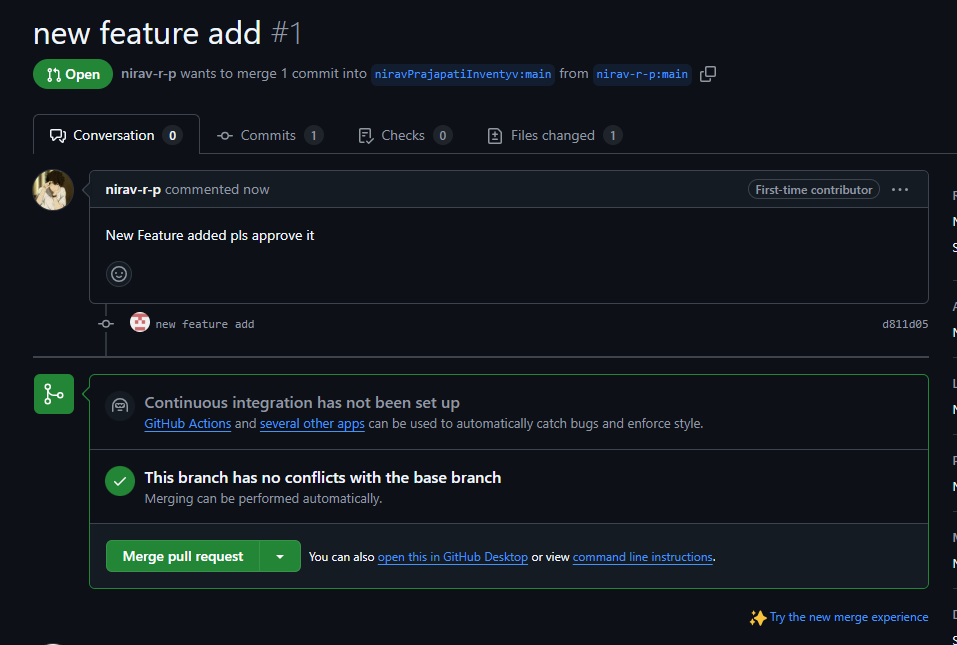 new feature add #1
Open nirav-r-p wants to merge 1 commit into niravPrajapatiInventyv:main from nirav-r-p:main
Conversation 0 Commits 1 Checks 0 Files changed 1
nirav-r-p commented now First-time contributor
New Feature added pls approve it
new feature add d811d05
Continuous integration has not been set up
GitHub Actions and several other apps can be used to automatically catch bugs and enforce style.
This branch has no conflicts with the base branch
Merging can be performed automatically.
Merge pull request You can also open this in GitHub Desktop or view command line instructions.
Try the new merge experience